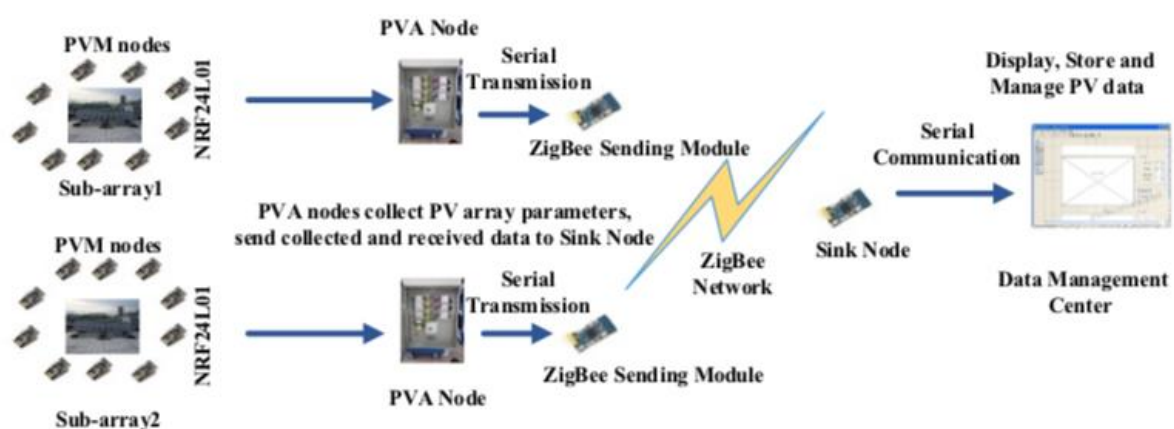 PVM nodes
NRF24L01
Sub-array1
PVA Node
Serial
Transmission
ZigBee Sending Module
PVA nodes collect PV array parameters,
send collected and received data to Sink Node
PVM nodes
NRF24L01
Sub-array2
PVA Node
Serial
Transmission
ZigBee Sending Module
ZigBee
Network
Sink Node
Serial
Communication
Display, Store and
Manage PV data
Data Management
Center